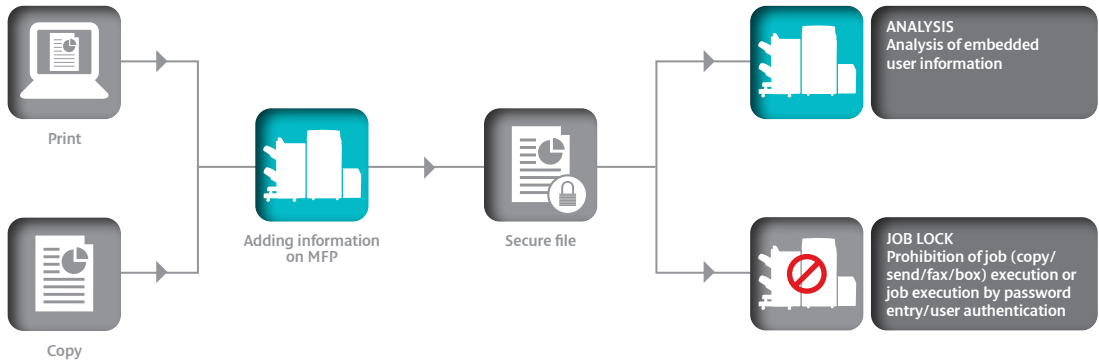 Print
Copy
Adding information
on MFP
Secure file
ANALYSIS
Analysis of embedded
user information
JOB LOCK
Prohibition of job (copy/
send/fax/box) execution or
job execution by password
entry/user authentication